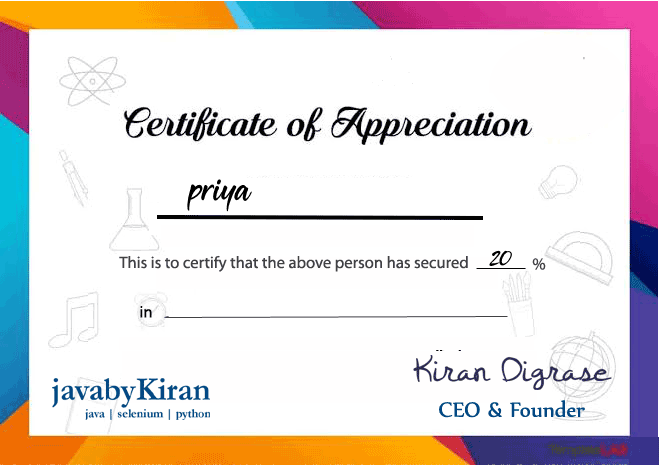 Certificate of Appreciation
priya
This is to certify that the above person has secured 20 %
in
Kiran Digrase
javabyKiran
CEO & Founder
java | selenium | python